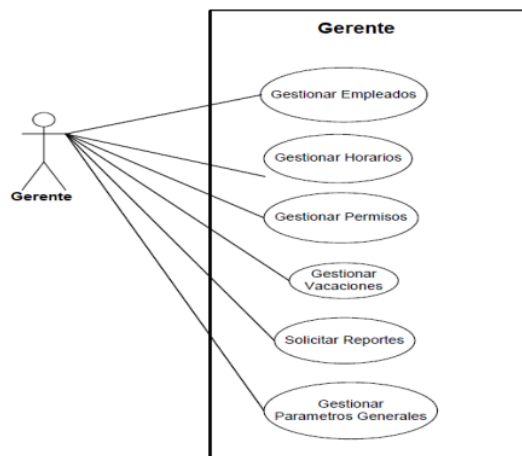 Gerente
Gestionar Empleados
Gestionar Horarios
Gerente
Gestionar Permisos
Gestionar
Vacaciones
Solicitar Reportes
Gestionar
Parametros Generales